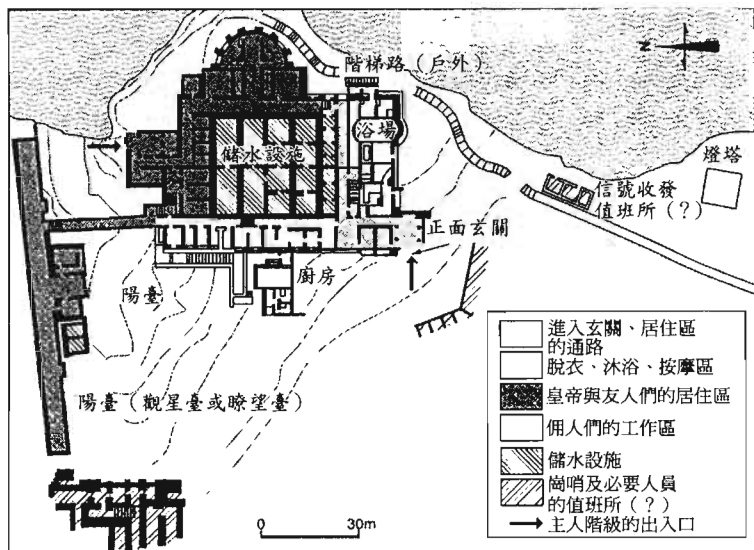 N
階梯路（戶外）
浴場
儲水設施
燈塔
信號收發
值班所（？）
正面玄關
廚房
陽臺
陽臺（觀星臺或瞭望臺）
進入玄關、居住區
的通路
脫衣、沐浴、按摩區
皇帝與友人們的居住區
佣人們的工作區
儲水設施
崗哨及必要人員
的值班所（？）
主人階級的出入口
0 30m